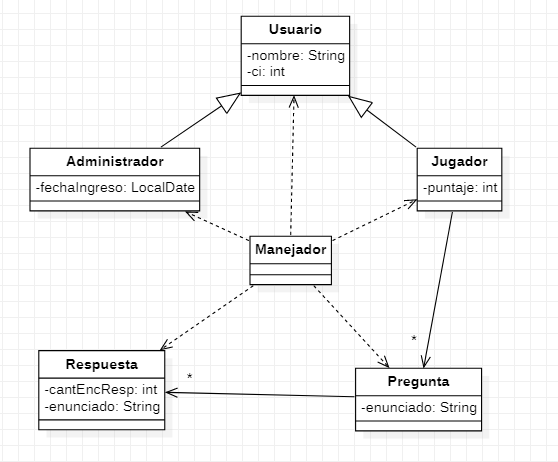 Usuario
-nombre: String
-ci: int
Administrador
-fechaIngreso: LocalDate
Jugador
-puntaje: int
Manejador
*
Respuesta
-cantEncResp: int
-enunciado: String
*
Pregunta
-enunciado: String